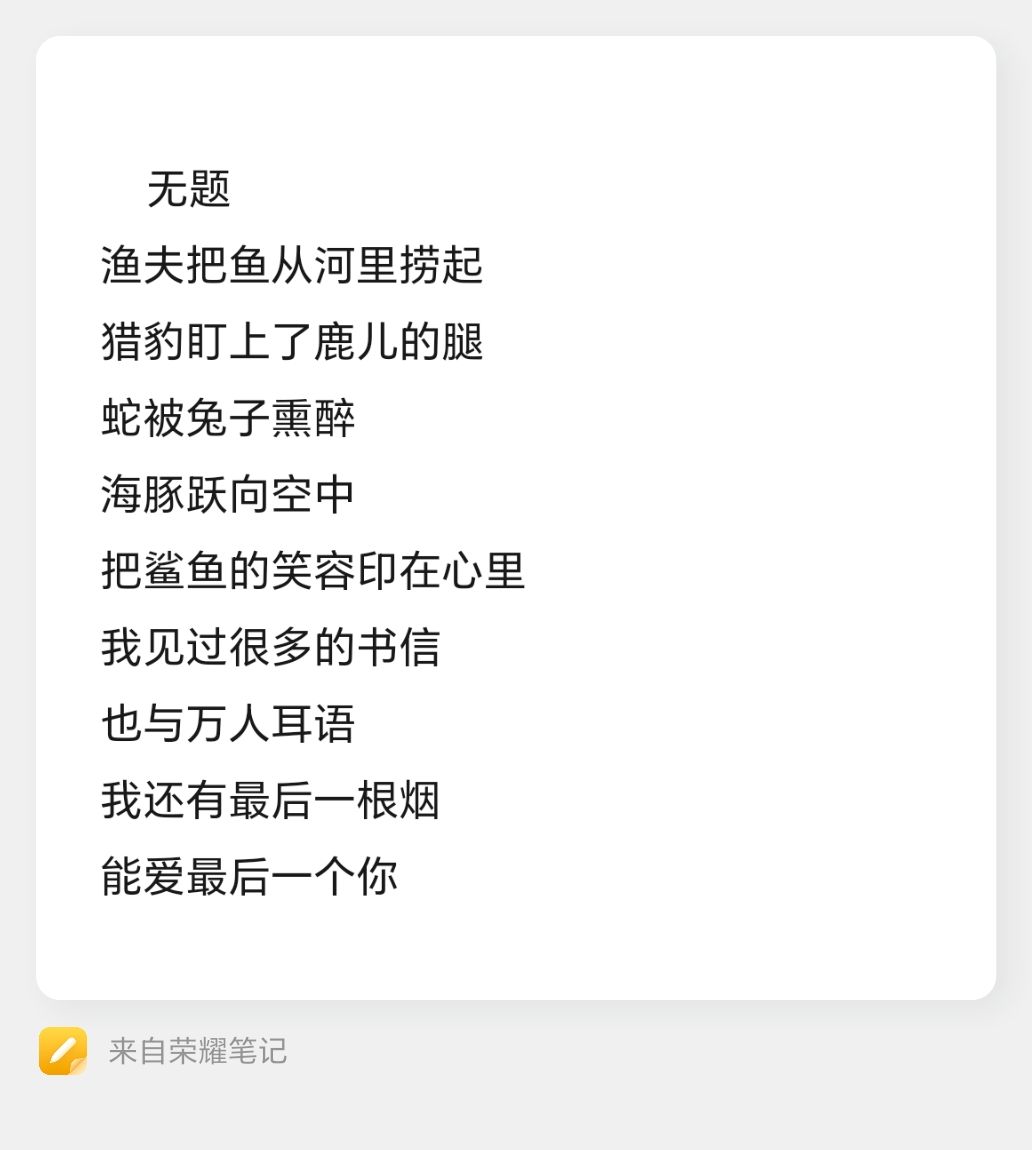 无题
渔夫把鱼从河里捞起
猎豹盯上了鹿儿的腿
蛇被兔子熏醉
海豚跃向空中
把鲨鱼的笑容印在心里
我见过很多的书信
也与万人耳语
我还有最后一根烟
能爱最后一个你
来自荣耀笔记